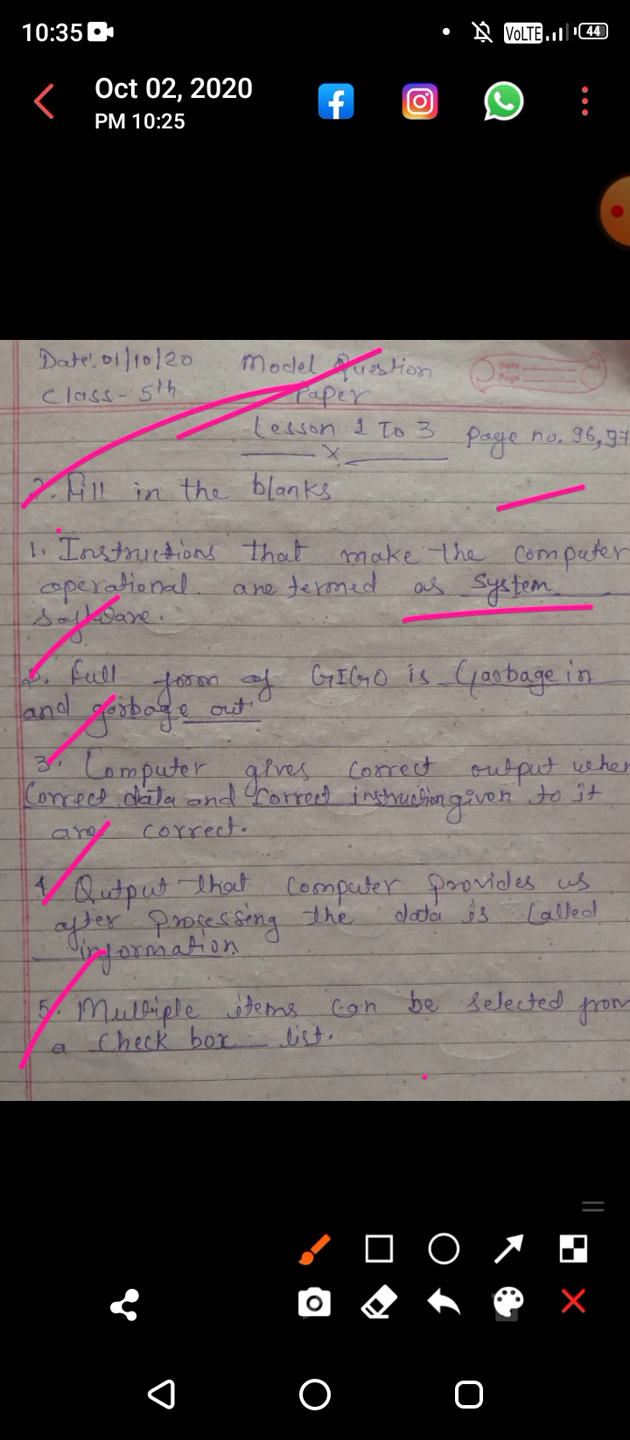 10:35
VoLTE
44
Oct 02, 2020
PM 10:25
Date: 01/10/20 Model Question
Class- 5th Paper
Lesson 1 To 3 Page no. 96,97
2. Fill in the blanks
1. Instructions that make the computer
operational. are termed as System
software.
2. Full form of GIGO is Garbage in
and garbage out
3. Computer gives correct output when
Correct data and Correct instruction given to it
are correct.
4. Output that computer provides us
after processing the data is called
information
5. Multiple items can be selected from
a check box list.